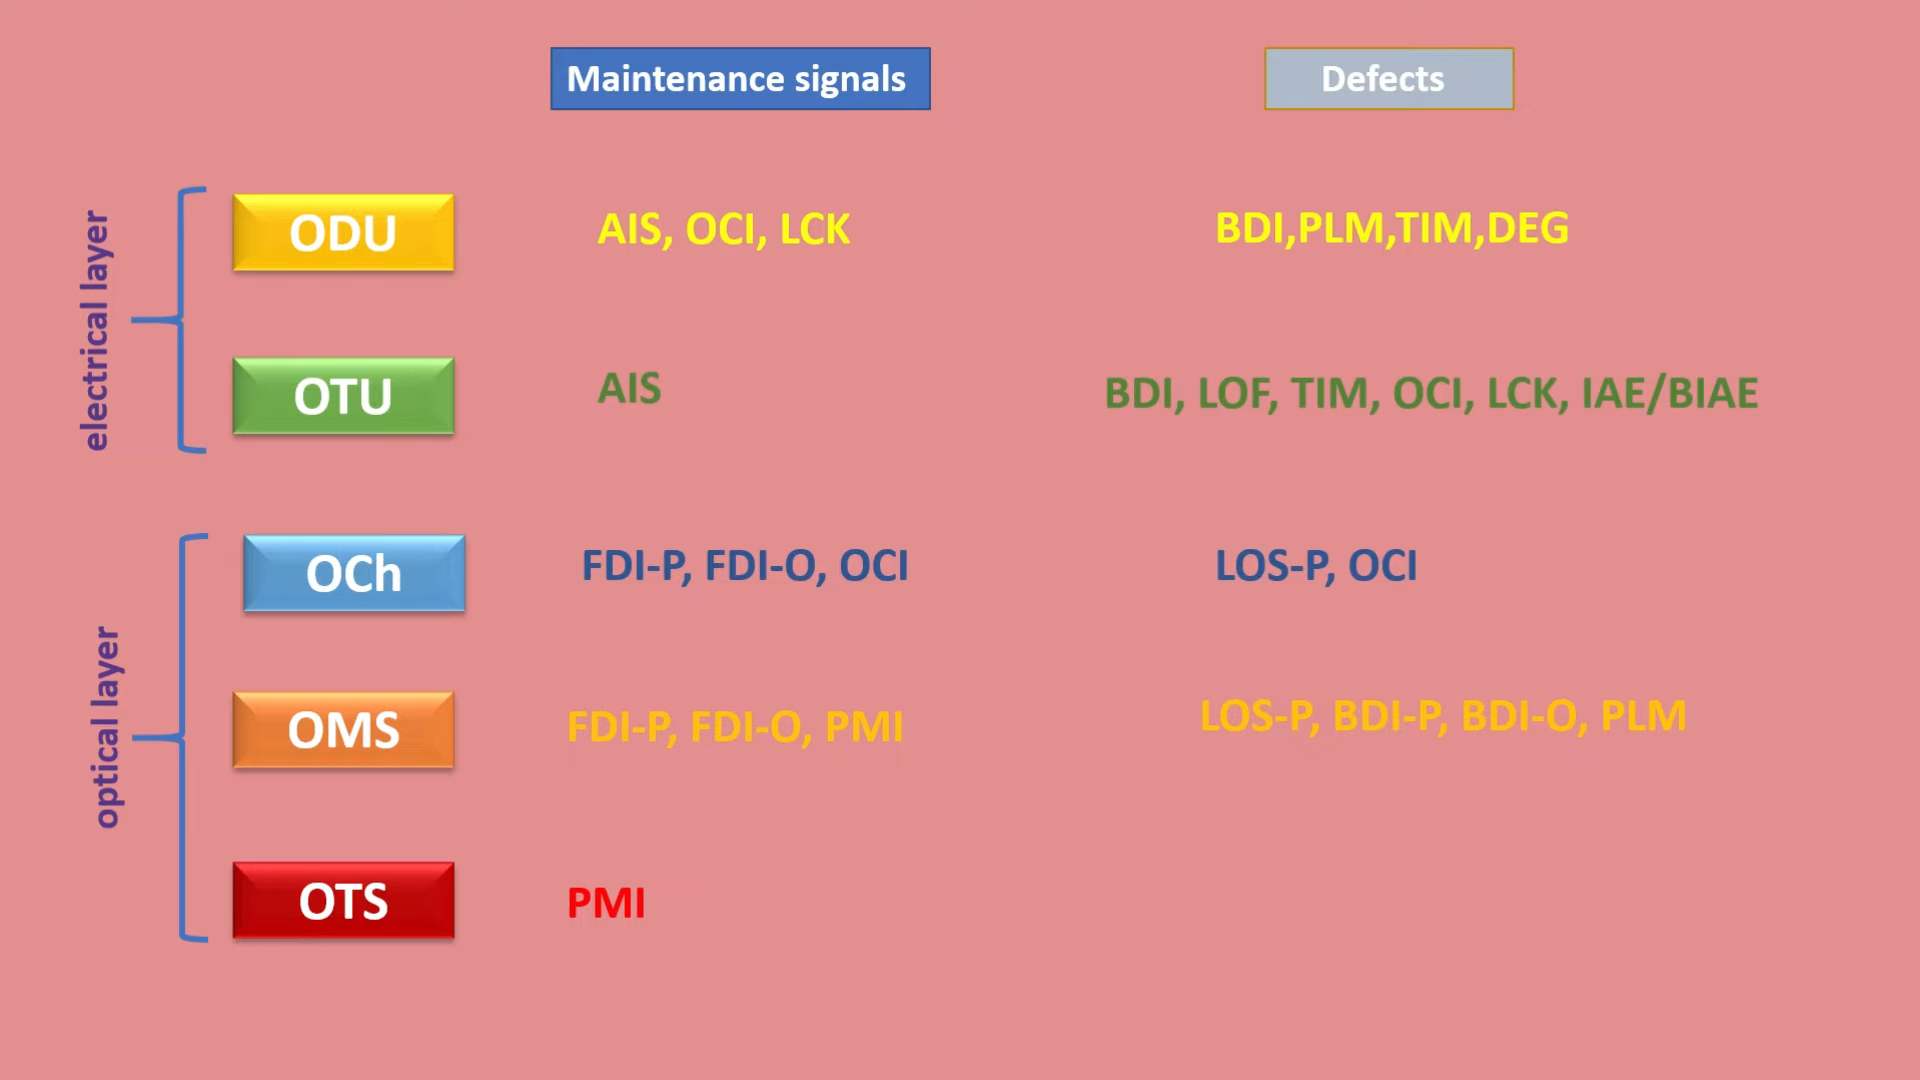 Maintenance signals
Defects
electrical layer
ODU
AIS, OCI, LCK
BDI,PLM,TIM,DEG
OTU
AIS
BDI, LOF, TIM, OCI, LCK, IAE/BIAE
optical layer
OCh
FDI-P, FDI-O, OCI
LOS-P, OCI
OMS
FDI-P, FDI-O, PMI
LOS-P, BDI-P, BDI-O, PLM
OTS
PMI